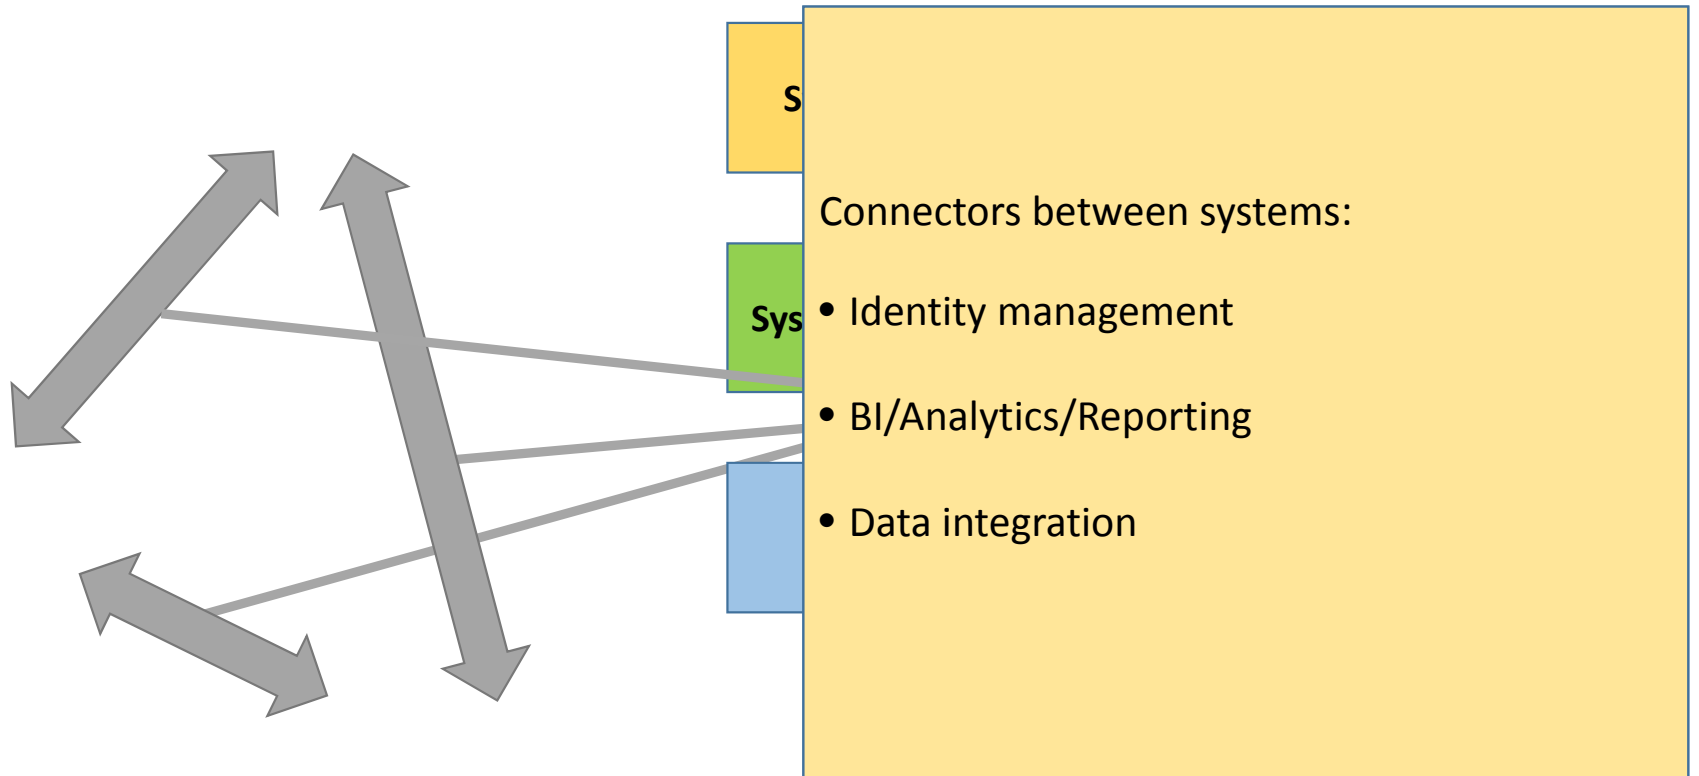 S
Sys
Connectors between systems:
• Identity management
• BI/Analytics/Reporting
• Data integration